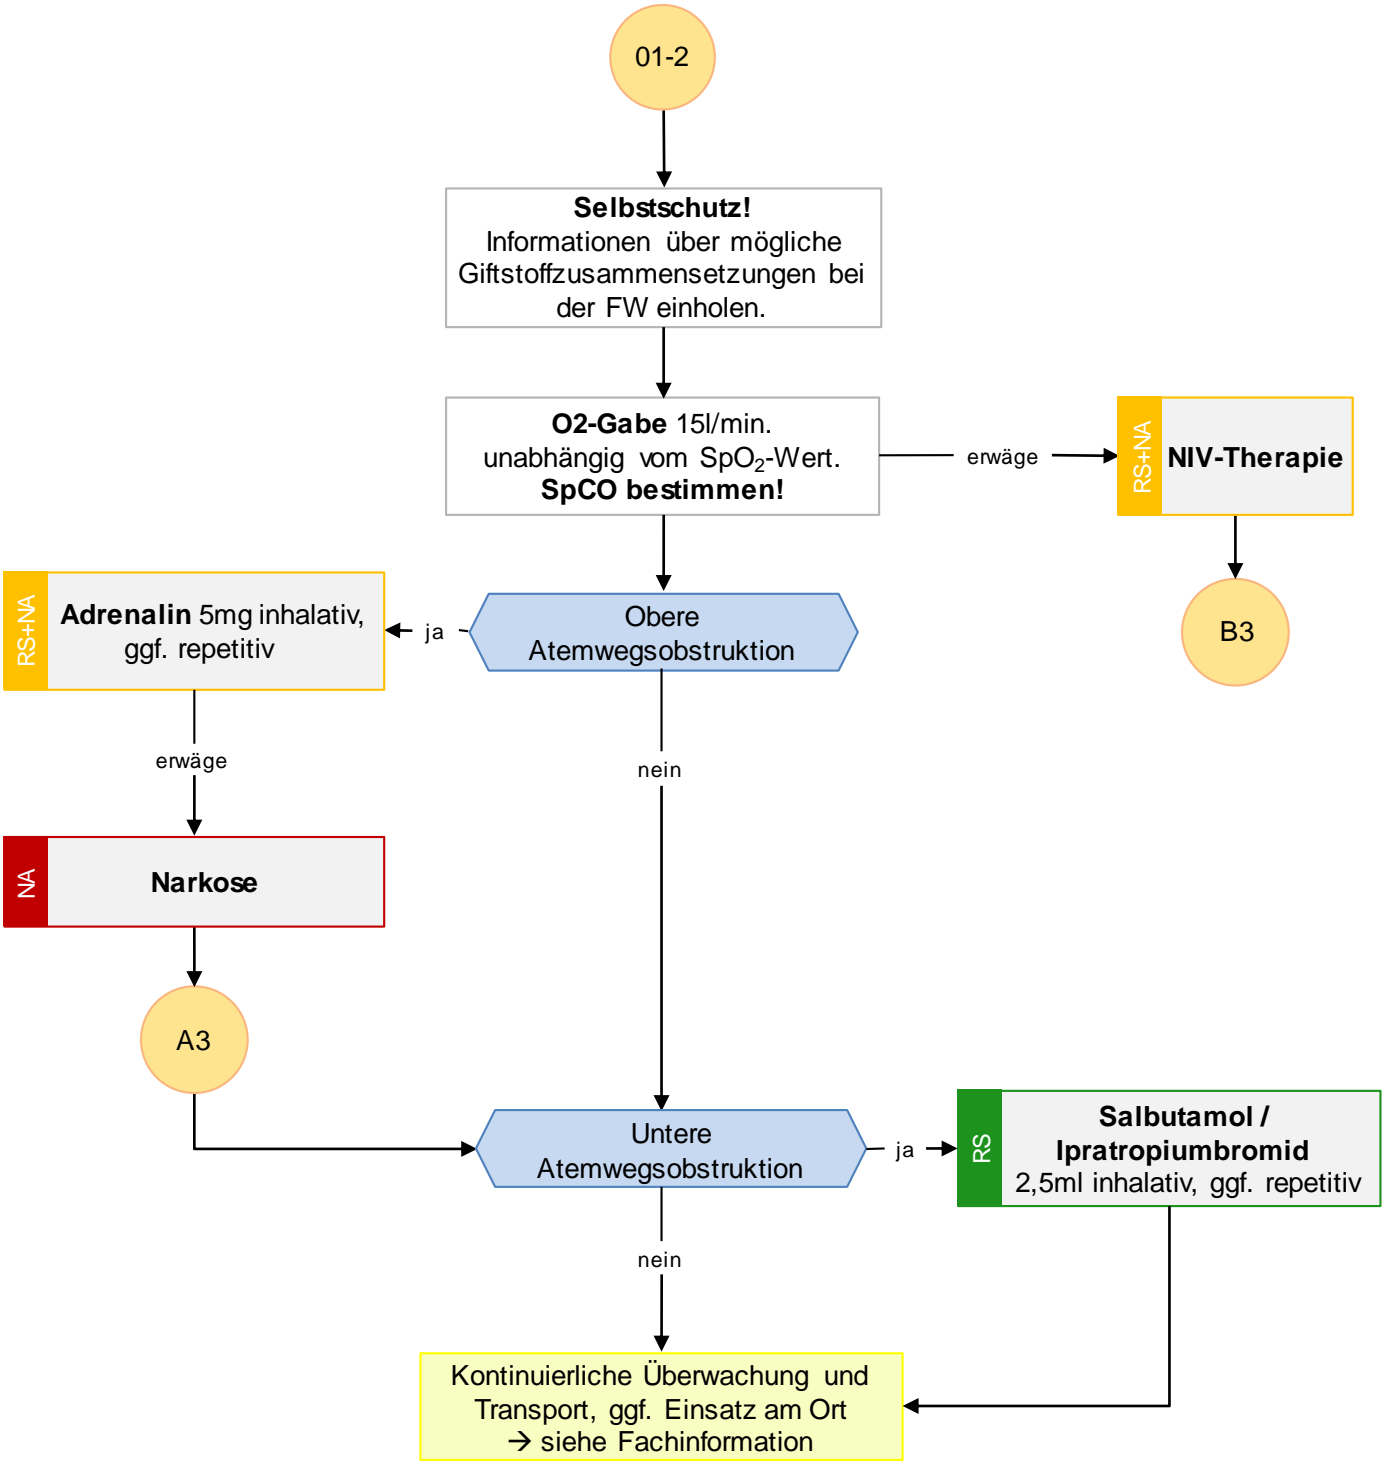 01-2
Selbstschutz!
Informationen über mögliche
Giftstoffzusammensetzungen bei
der FW einholen.
O2-Gabe 15l/min.
unabhängig vom SpO₂-Wert.
SpCO bestimmen!
erwäge
RS+NA
NIV-Therapie
B3
Obere
Atemwegsobstruktion
ja
RS+NA
Adrenalin 5mg inhalativ,
ggf. repetitiv
erwäge
nein
NA
Narkose
A3
Untere
Atemwegsobstruktion
ja
RS
Salbutamol /
Ipratropiumbromid
2,5ml inhalativ, ggf. repetitiv
nein
Kontinuierliche Überwachung und
Transport, ggf. Einsatz am Ort
→ siehe Fachinformation